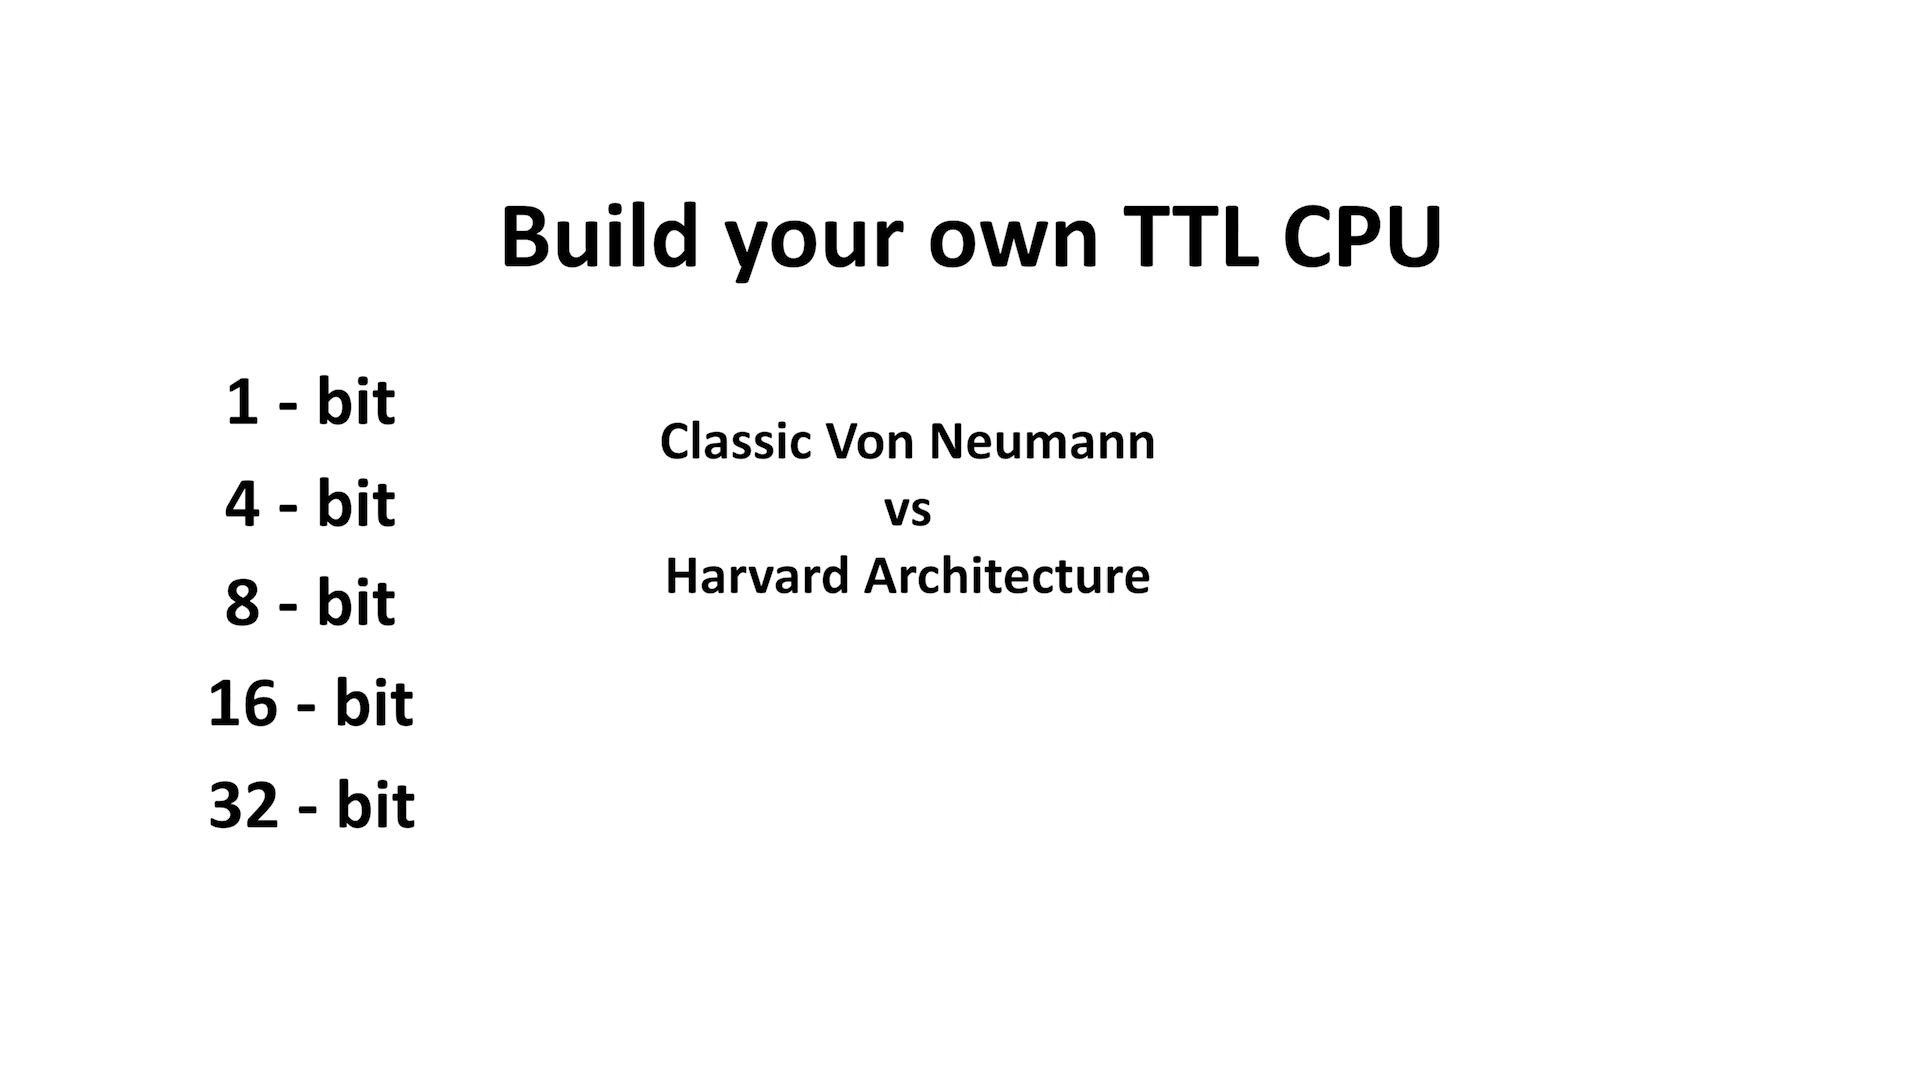 Build your own TTL CPU
1 - bit
4 - bit
8 - bit
16 - bit
32 - bit
Classic Von Neumann
vs
Harvard Architecture